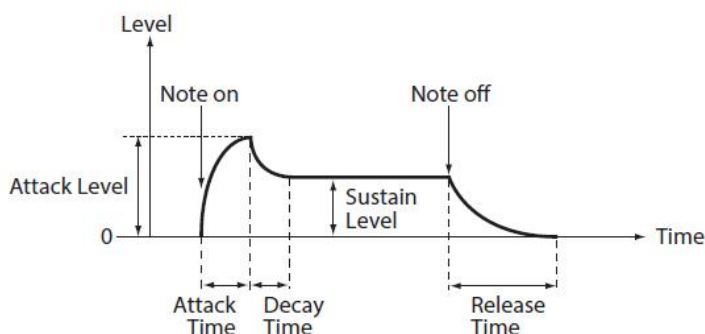 Level
Note on
Note off
Attack Level
Sustain
Level
0
Time
Attack
Time
Decay
Time
Release
Time